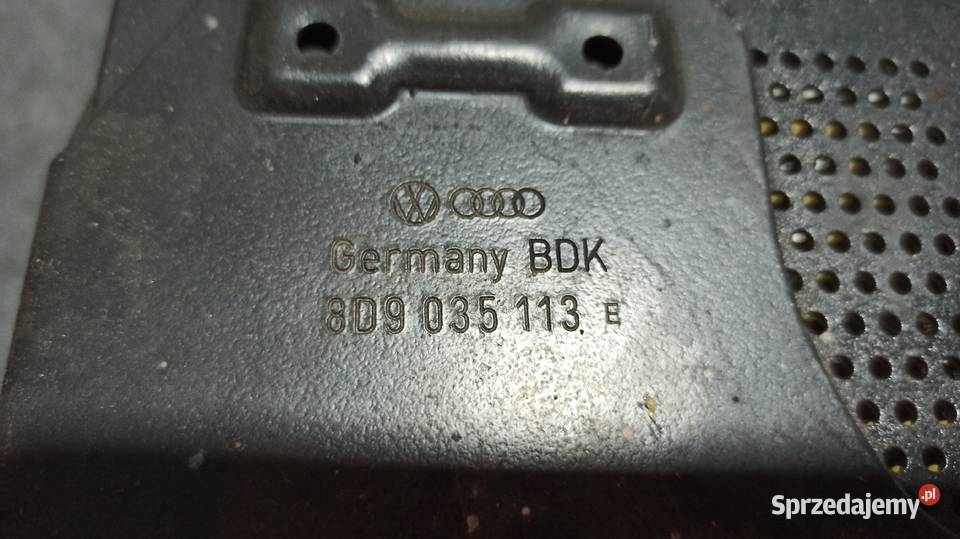 Germany BDK
8D9 035 113 E
Sprzedajemy.pl